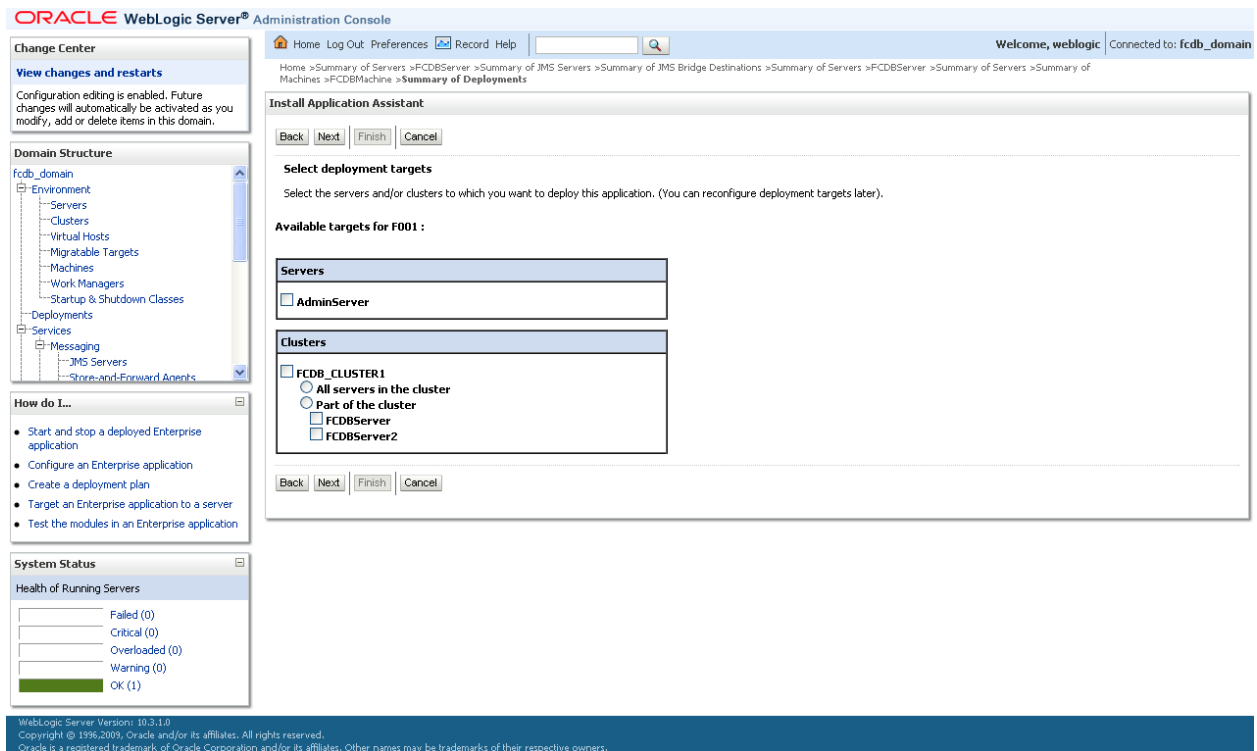 ORACLE WebLogic Server® Administration Console
Change Center
View changes and restarts
Configuration editing is enabled. Future
changes will automatically be activated as you
modify, add or delete items in this domain.
Domain Structure
fcdb_domain
Environment
Servers
Clusters
Virtual Hosts
Migratable Targets
Machines
Work Managers
Startup & Shutdown Classes
Deployments
Services
Messaging
JMS Servers
Store-and-Forward Agents
How do I...
Start and stop a deployed Enterprise
application
Configure an Enterprise application
Create a deployment plan
Target an Enterprise application to a server
Test the modules in an Enterprise application
System Status
Health of Running Servers
Failed (0)
Critical (0)
Overloaded (0)
Warning (0)
OK (1)
Home Log Out Preferences Record Help
Welcome, weblogic Connected to: fcdb_domain
Home >Summary of Servers >FCDBServer >Summary of JMS Servers >Summary of JMS Bridge Destinations >Summary of Servers >FCDBServer >Summary of Servers >Summary of
Machines >FCDBMachine >Summary of Deployments
Install Application Assistant
Back Next Finish Cancel
Select deployment targets
Select the servers and/or clusters to which you want to deploy this application. (You can reconfigure deployment targets later).
Available targets for F001 :
Servers
AdminServer
Clusters
FCDB_CLUSTER1
All servers in the cluster
Part of the cluster
FCDBServer
FCDBServer2
Back Next Finish Cancel
WebLogic Server Version: 10.3.1.0
Copyright © 1996,2009, Oracle and/or its affiliates. All rights reserved.
Oracle is a registered trademark of Oracle Corporation and/or its affiliates. Other names may be trademarks of their respective owners.